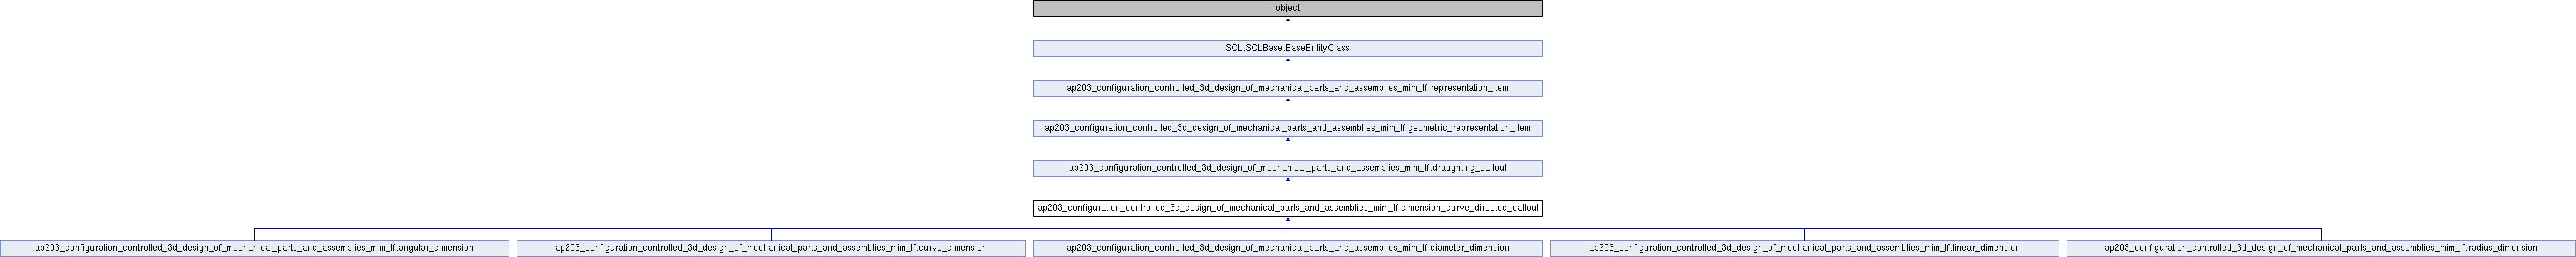 object
SCL.SCLBase.BaseEntityClass
ap203_configuration_controlled_3d_design_of_mechanical_parts_and_assemblies_mim_lf.representation_item
ap203_configuration_controlled_3d_design_of_mechanical_parts_and_assemblies_mim_lf.geometric_representation_item
ap203_configuration_controlled_3d_design_of_mechanical_parts_and_assemblies_mim_lf.draughting_callout
ap203_configuration_controlled_3d_design_of_mechanical_parts_and_assemblies_mim_lf.dimension_curve_directed_callout
ap203_configuration_controlled_3d_design_of_mechanical_parts_and_assemblies_mim_lf.angular_dimension
ap203_configuration_controlled_3d_design_of_mechanical_parts_and_assemblies_mim_lf.curve_dimension
ap203_configuration_controlled_3d_design_of_mechanical_parts_and_assemblies_mim_lf.diameter_dimension
ap203_configuration_controlled_3d_design_of_mechanical_parts_and_assemblies_mim_lf.linear_dimension
ap203_configuration_controlled_3d_design_of_mechanical_parts_and_assemblies_mim_lf.radius_dimension